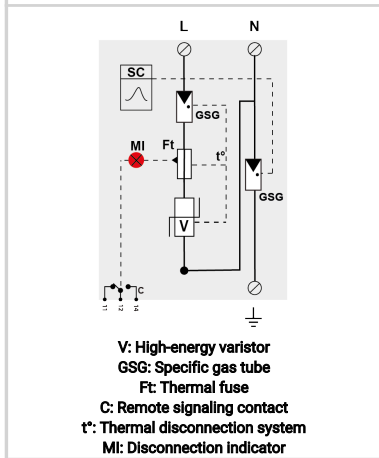 L N
SC
GSG
MI Ft
t°
GSG
V
C
11 12 14
V: High-energy varistor
GSG: Specific gas tube
Ft: Thermal fuse
C: Remote signaling contact
t°: Thermal disconnection system
MI: Disconnection indicator